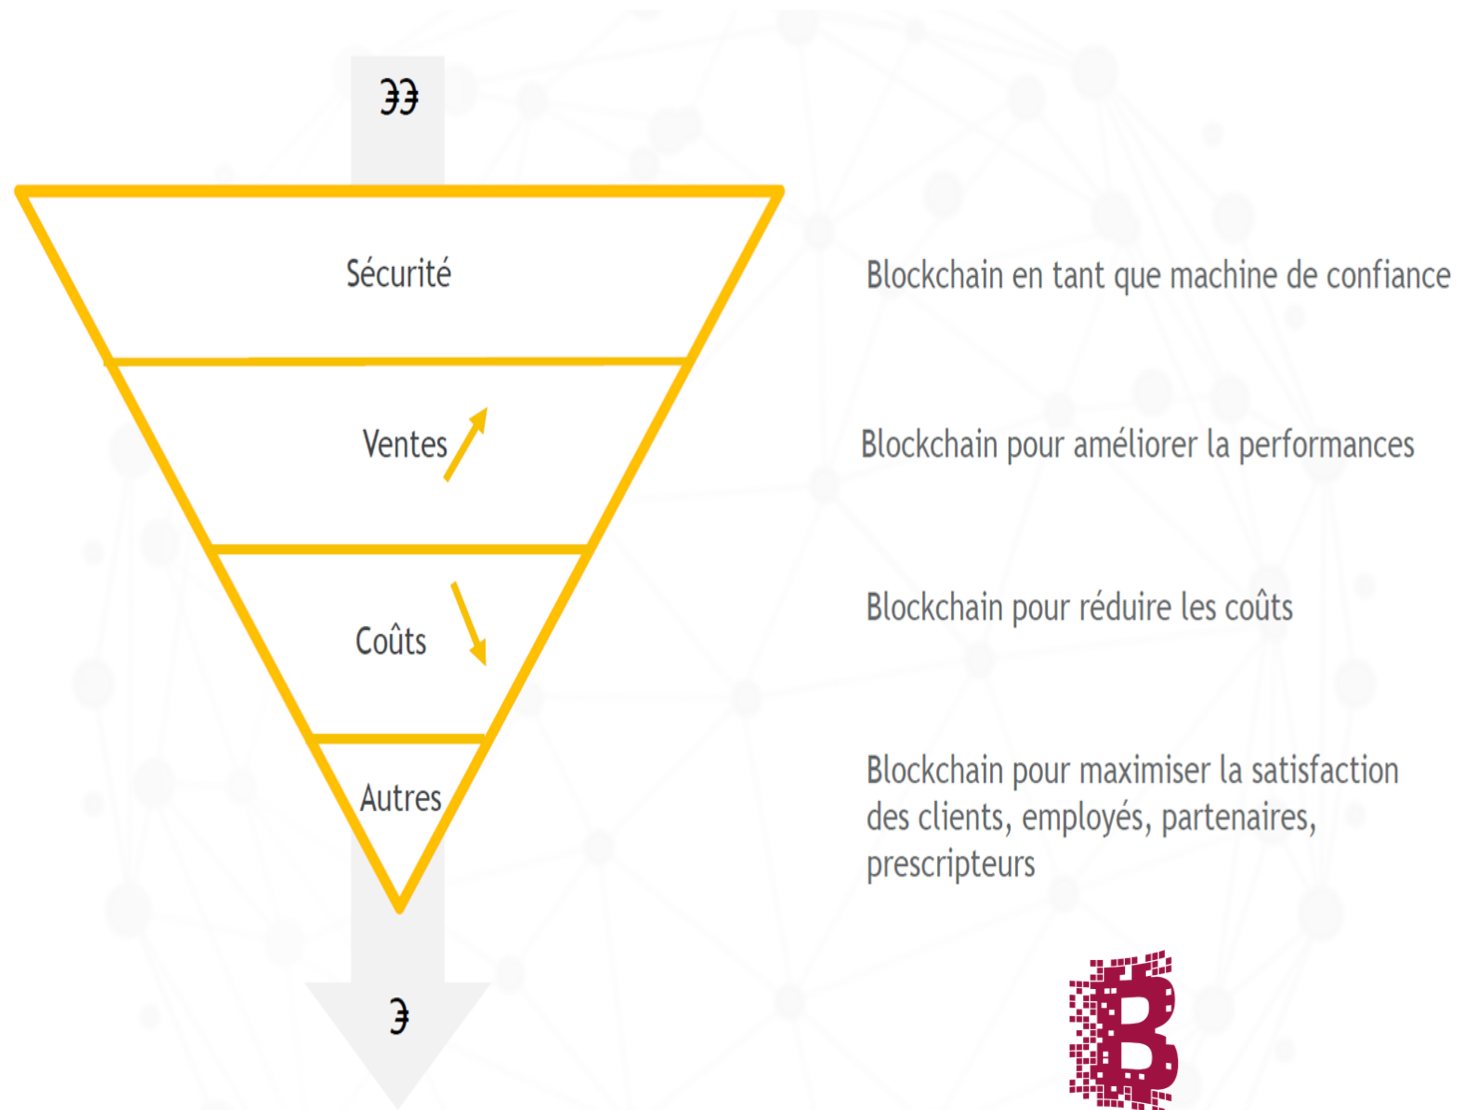 ЭЭ
Sécurité
Blockchain en tant que machine de confiance
Ventes
Blockchain pour améliorer la performances
Coûts
Blockchain pour réduire les coûts
Autres
Blockchain pour maximiser la satisfaction
des clients, employés, partenaires,
prescripteurs
Э
B